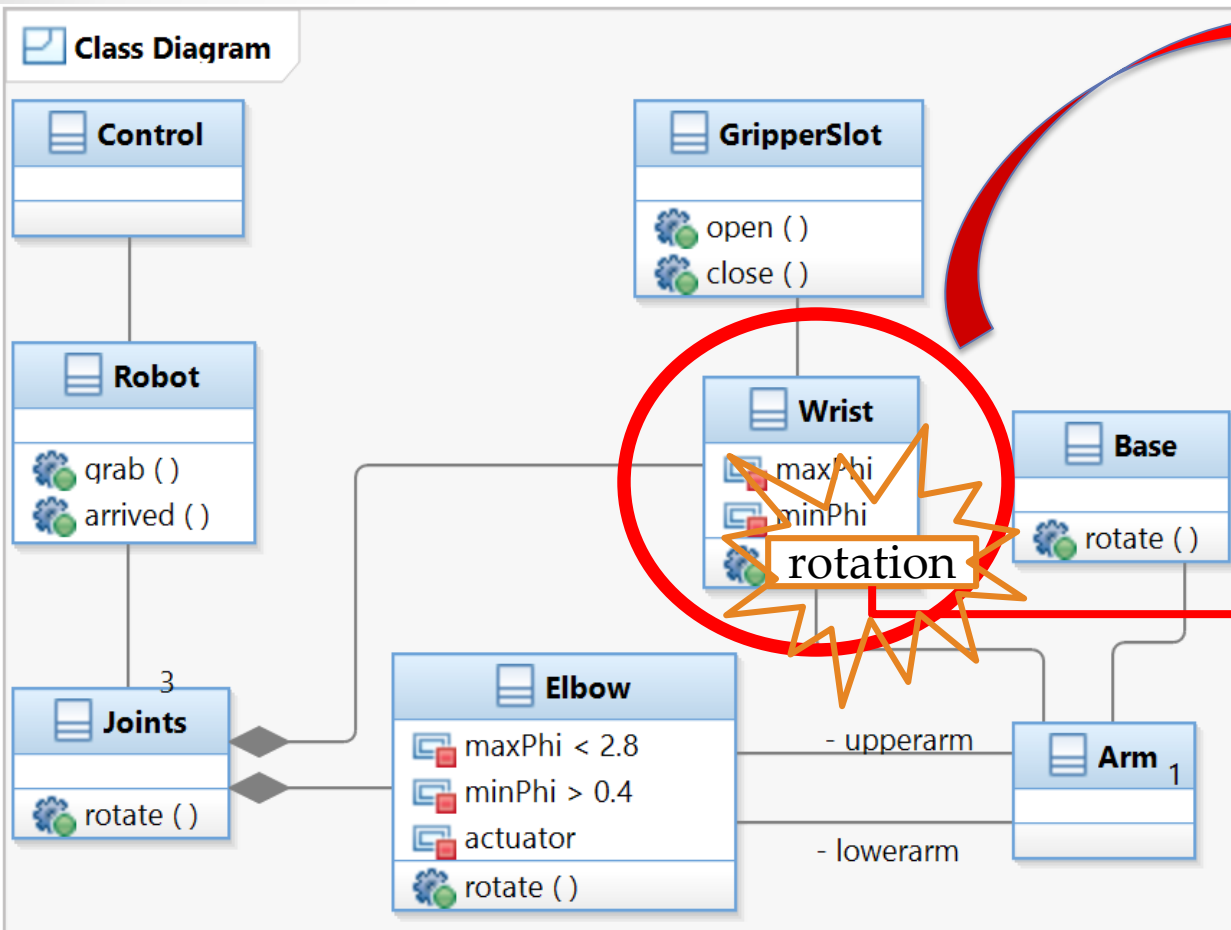 Class Diagram
Control
GripperSlot
open ( )
close ( )
Robot
grab ( )
arrived ( )
Wrist
maxPhi
minPhi
rotation
Base
rotate ( )
3
Joints
rotate ( )
Elbow
maxPhi < 2.8
minPhi > 0.4
actuator
rotate ( )
- upperarm
- lowerarm
Arm 1